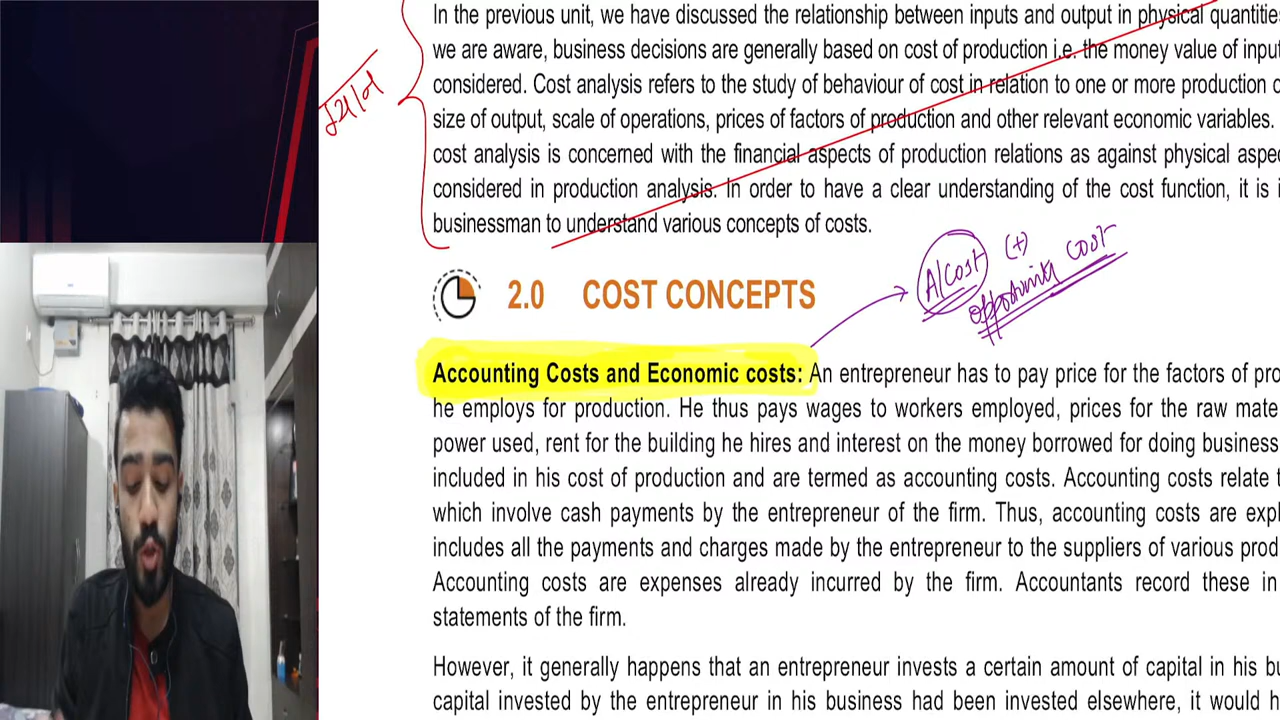 In the previous unit, we have discussed the relationship between inputs and output in physical quantitie
we are aware, business decisions are generally based on cost of production i.e. the money value of input
considered. Cost analysis refers to the study of behaviour of cost in relation to one or more production c
size of output, scale of operations, prices of factors of production and other relevant economic variables.
cost analysis is concerned with the financial aspects of production relations as against physical aspe
considered in production analysis. In order to have a clear understanding of the cost function, it is i
businessman to understand various concepts of costs.
A/Cost (+)
opportunity cost
2.0 COST CONCEPTS
Accounting Costs and Economic costs: An entrepreneur has to pay price for the factors of pro
he employs for production. He thus pays wages to workers employed, prices for the raw mate
power used, rent for the building he hires and interest on the money borrowed for doing business
included in his cost of production and are termed as accounting costs. Accounting costs relate t
which involve cash payments by the entrepreneur of the firm. Thus, accounting costs are expl
includes all the payments and charges made by the entrepreneur to the suppliers of various prod
Accounting costs are expenses already incurred by the firm. Accountants record these in
statements of the firm.
However, it generally happens that an entrepreneur invests a certain amount of capital in his bu
capital invested by the entrepreneur in his business had been invested elsewhere, it would h